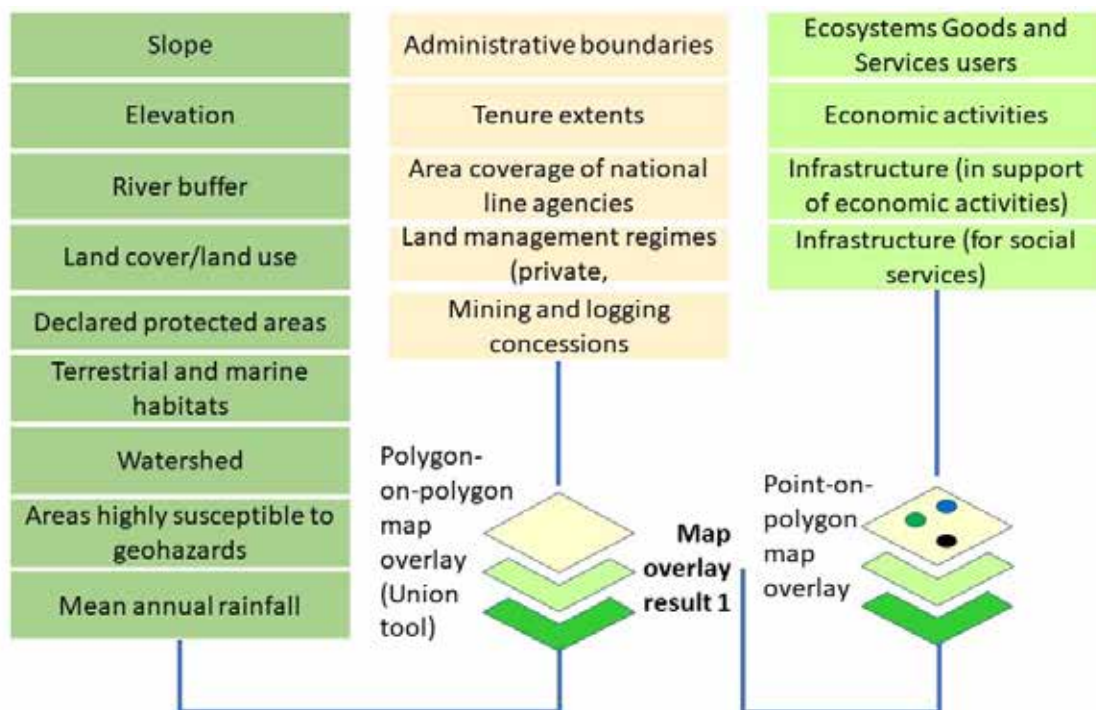 Slope
Elevation
River buffer
Land cover/land use
Declared protected areas
Terrestrial and marine
habitats
Watershed
Areas highly susceptible to
geohazards
Mean annual rainfall
Administrative boundaries
Tenure extents
Area coverage of national
line agencies
Land management regimes
(private,
Mining and logging
concessions
Polygon-
on-polygon
map
overlay
(Union
tool)
Map
overlay
result 1
Ecosystems Goods and
Services users
Economic activities
Infrastructure (in support
of economic activities)
Infrastructure (for social
services)
Point-on-
polygon
map
overlay